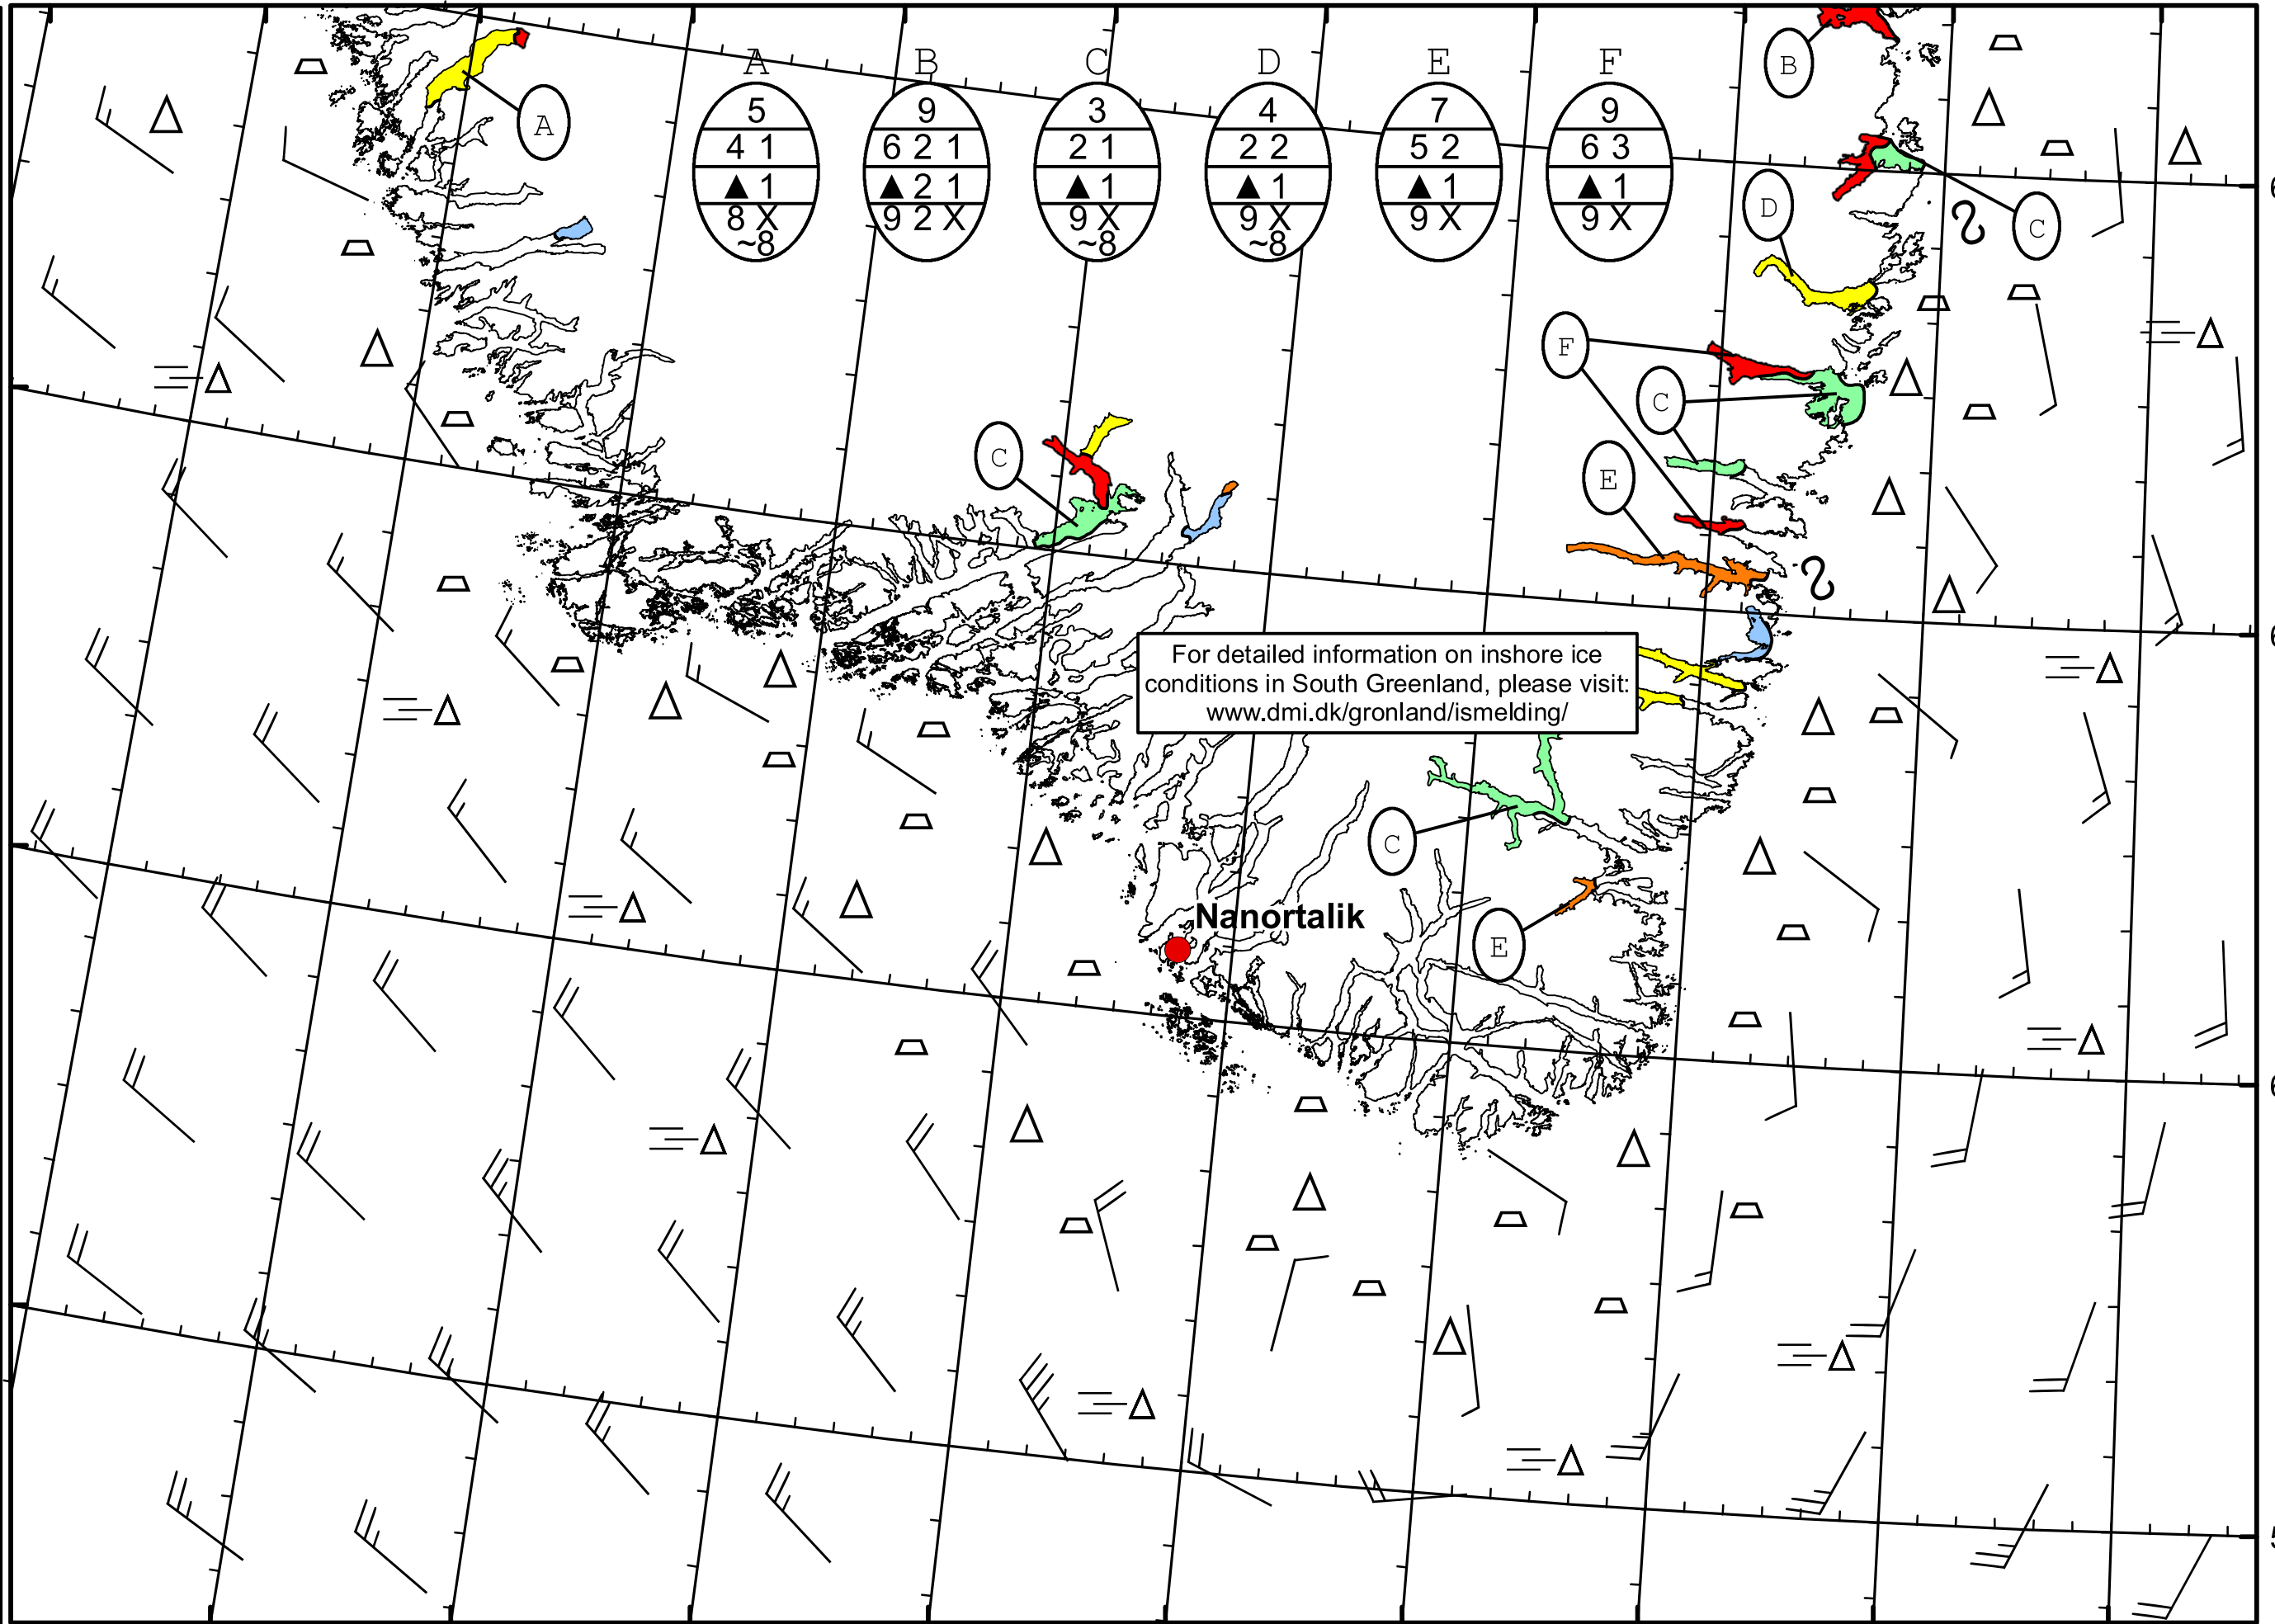 A B C D E F
5 9 3 4 7 9
4 1 6 2 1 2 1 2 2 5 2 6 3
▲ 1 ▲ 2 1 ▲ 1 ▲ 1 ▲ 1 ▲ 1
8 X 9 2 X 9 X 9 X 9 X 9 X
~8 ~8 ~8
B
A
D
C
F
C
C
E
For detailed information on inshore ice
conditions in South Greenland, please visit:
www.dmi.dk/gronland/ismelding/
C
Nanortalik
E